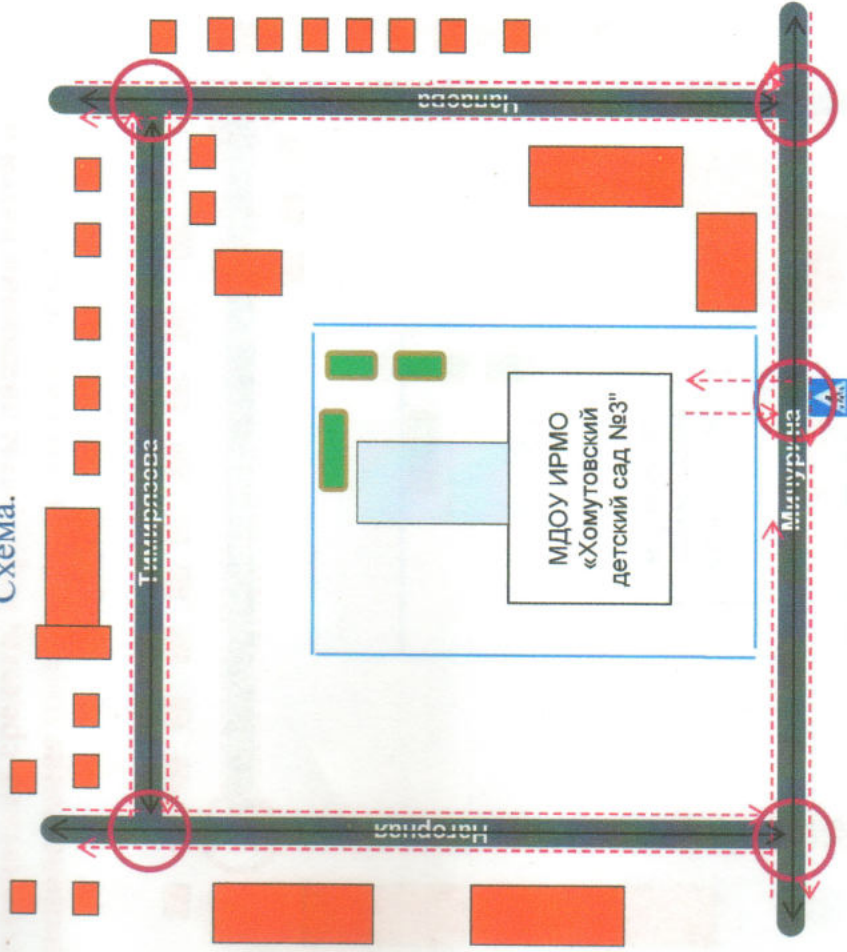 Схема.
Чапаева
Тимирязева
МДОУ ИРМО
«Хомутовский
детский сад №3"
Мичурина
Нагорная